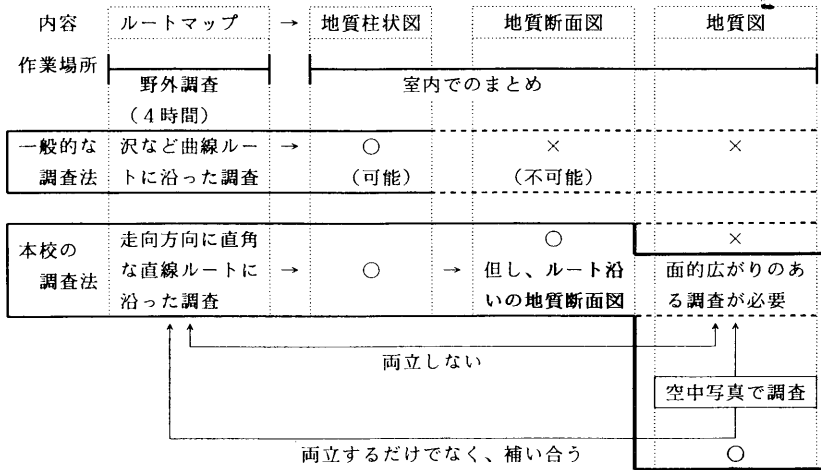 内容 ルートマップ → 地質柱状図 地質断面図 地質図
作業場所
野外調査 室内でのまとめ
(4時間)
一般的な 沢など曲線ルー → ○ × ×
調査法 トに沿った調査 (可能) (不可能)
走向方向に直角 ○ ×
本校の な直線ルートに → ○ → 但し、ルート沿 面的広がりのあ
調査法 沿った調査 いの地質断面図 る調査が必要
両立しない
空中写真で調査
両立するだけでなく、補い合う ○